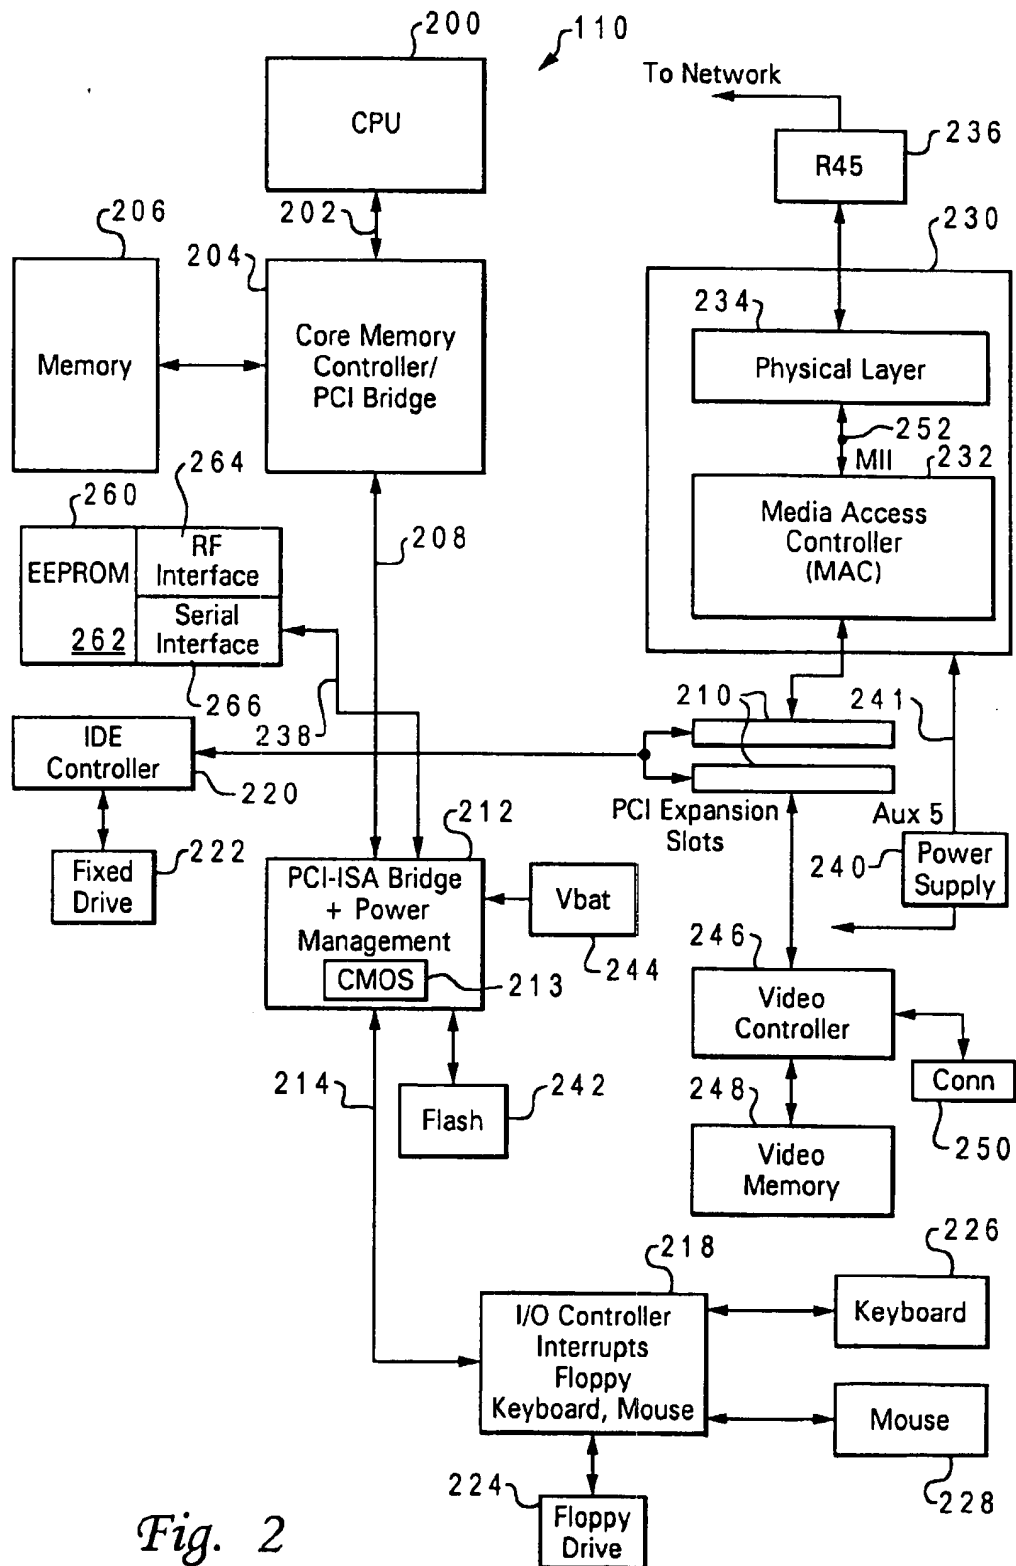 200
110
CPU
To Network
R45
236
202
206
204
230
Memory
Core Memory
Controller/
PCI Bridge
234
Physical Layer
252
MII
232
Media Access
Controller
(MAC)
264
260
208
EEPROM
262
RF
Interface
Serial
Interface
266
238
210
241
IDE
Controller
220
PCI Expansion
Slots
Aux 5
240
Power
Supply
222
Fixed
Drive
212
PCI-ISA Bridge
+ Power
Management
CMOS
213
Vbat
244
246
Video
Controller
214
Flash
242
248
Conn
250
Video
Memory
218
226
I/O Controller
Interrupts
Floppy
Keyboard, Mouse
Keyboard
Mouse
228
224
Floppy
Drive
Fig. 2